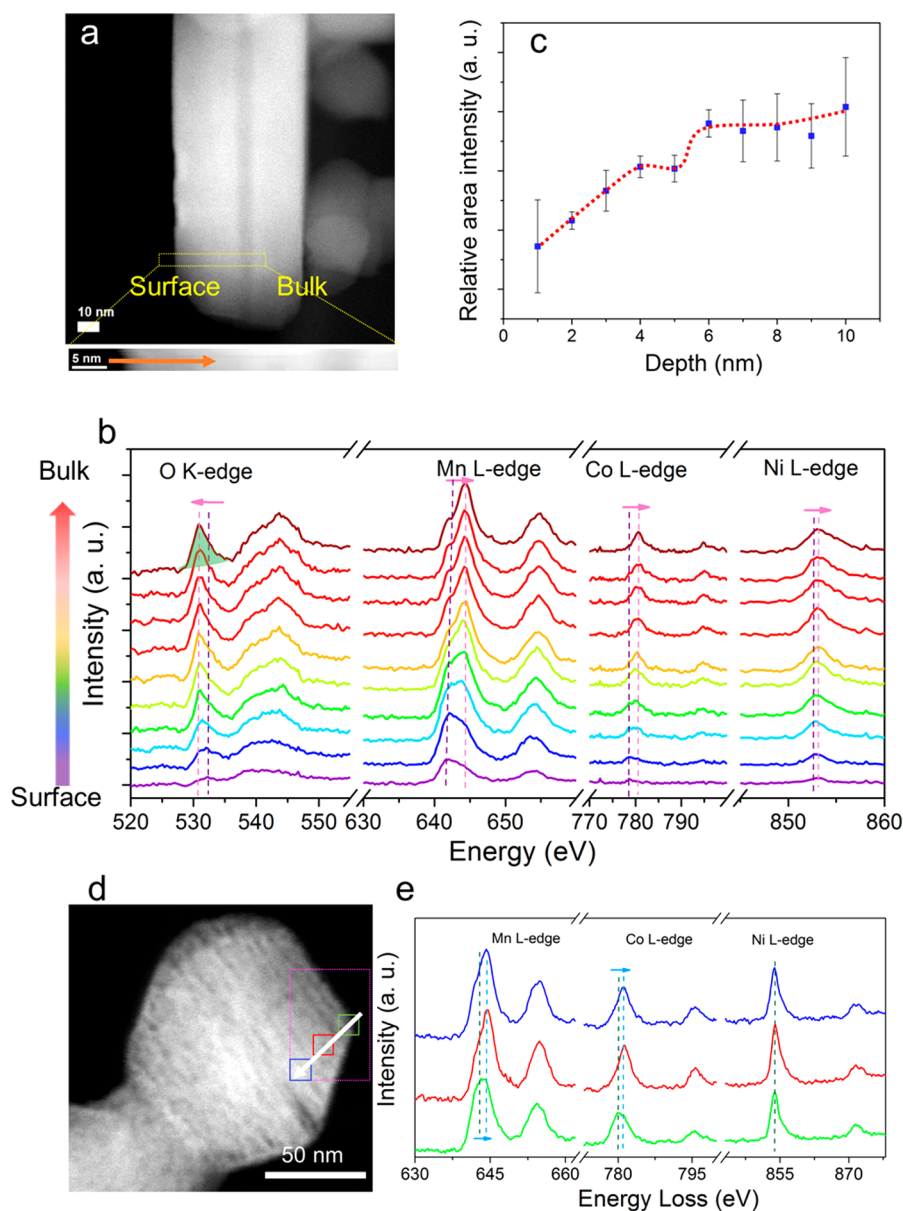 a
Surface Bulk
10 nm
5 nm
c
Relative area intensity (a. u.)
0 2 4 6 8 10
Depth (nm)
b
Bulk
Surface
Intensity (a. u.)
O K-edge Mn L-edge Co L-edge Ni L-edge
520 530 540 550 630 640 650 770 780 790 850 860
Energy (eV)
d
50 nm
e
Intensity (a. u.)
Mn L-edge Co L-edge Ni L-edge
630 645 660 780 795 855 870
Energy Loss (eV)